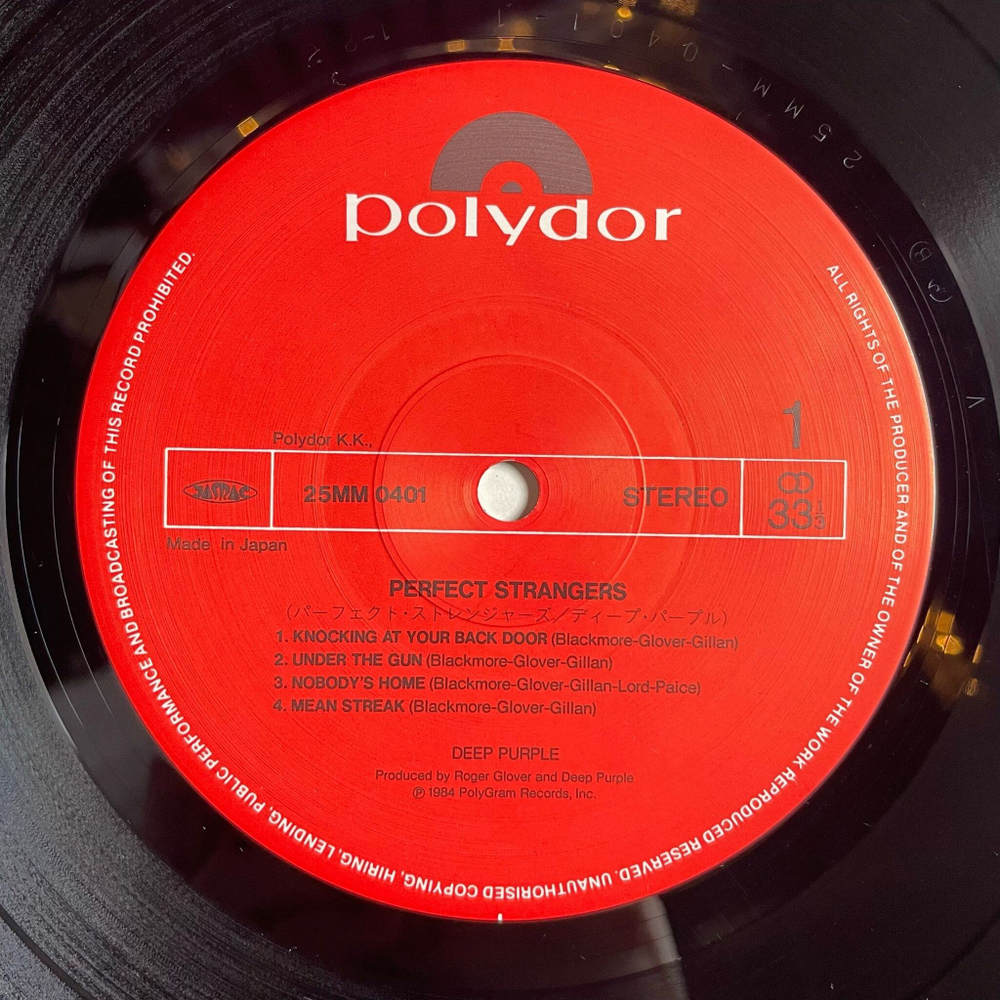 polydor
ALL RIGHTS OF THE PRODUCER AND OF THE OWNER OF THE WORK REPRODUCED RESERVED. UNAUTHORISED COPYING, HIRING, LENDING, PUBLIC PERFORMANCE AND BROADCASTING OF THIS RECORD PROHIBITED.
1
Polydor K.K.,
JASRAC
25MM 0401
STEREO
33 1/3
Made in Japan
PERFECT STRANGERS
(パーフェクト・ストレンジャーズ/ディープ・パープル)
1. KNOCKING AT YOUR BACK DOOR (Blackmore-Glover-Gillan)
2. UNDER THE GUN (Blackmore-Glover-Gillan)
3. NOBODY'S HOME (Blackmore-Glover-Gillan-Lord-Paice)
4. MEAN STREAK (Blackmore-Glover-Gillan)
DEEP PURPLE
Produced by Roger Glover and Deep Purple
℗ 1984 PolyGram Records, Inc.
25MM-0401-1